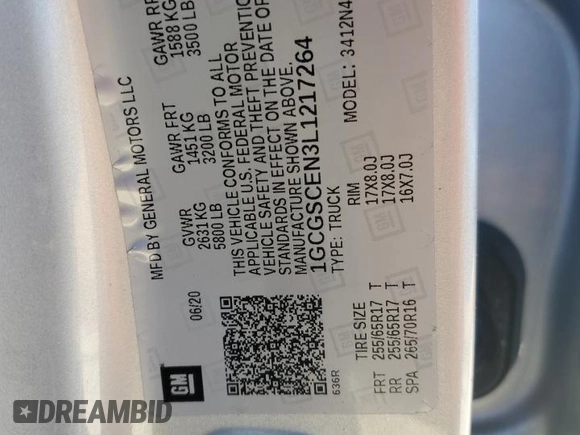 MFD BY GENERAL MOTORS LLC
06/20
GVWR
2631 KG
5800 LB
GAWR FRT
1451 KG
3200 LB
GAWR RR
1588 KG
3500 LB
THIS VEHICLE CONFORMS TO ALL
APPLICABLE U.S. FEDERAL MOTOR
VEHICLE SAFETY AND THEFT PREVENTION
STANDARDS IN EFFECT ON THE DATE OF
MANUFACTURE SHOWN ABOVE.
1GCGSCEN3L1217264
TYPE: TRUCK
MODEL: 3412N4
GM
636R
TIRE SIZE RIM
FRT 255/65R17 T 17X8.0J
RR 255/65R17 T 17X8.0J
SPA 265/70R16 T 16X7.0J
DREAMBID